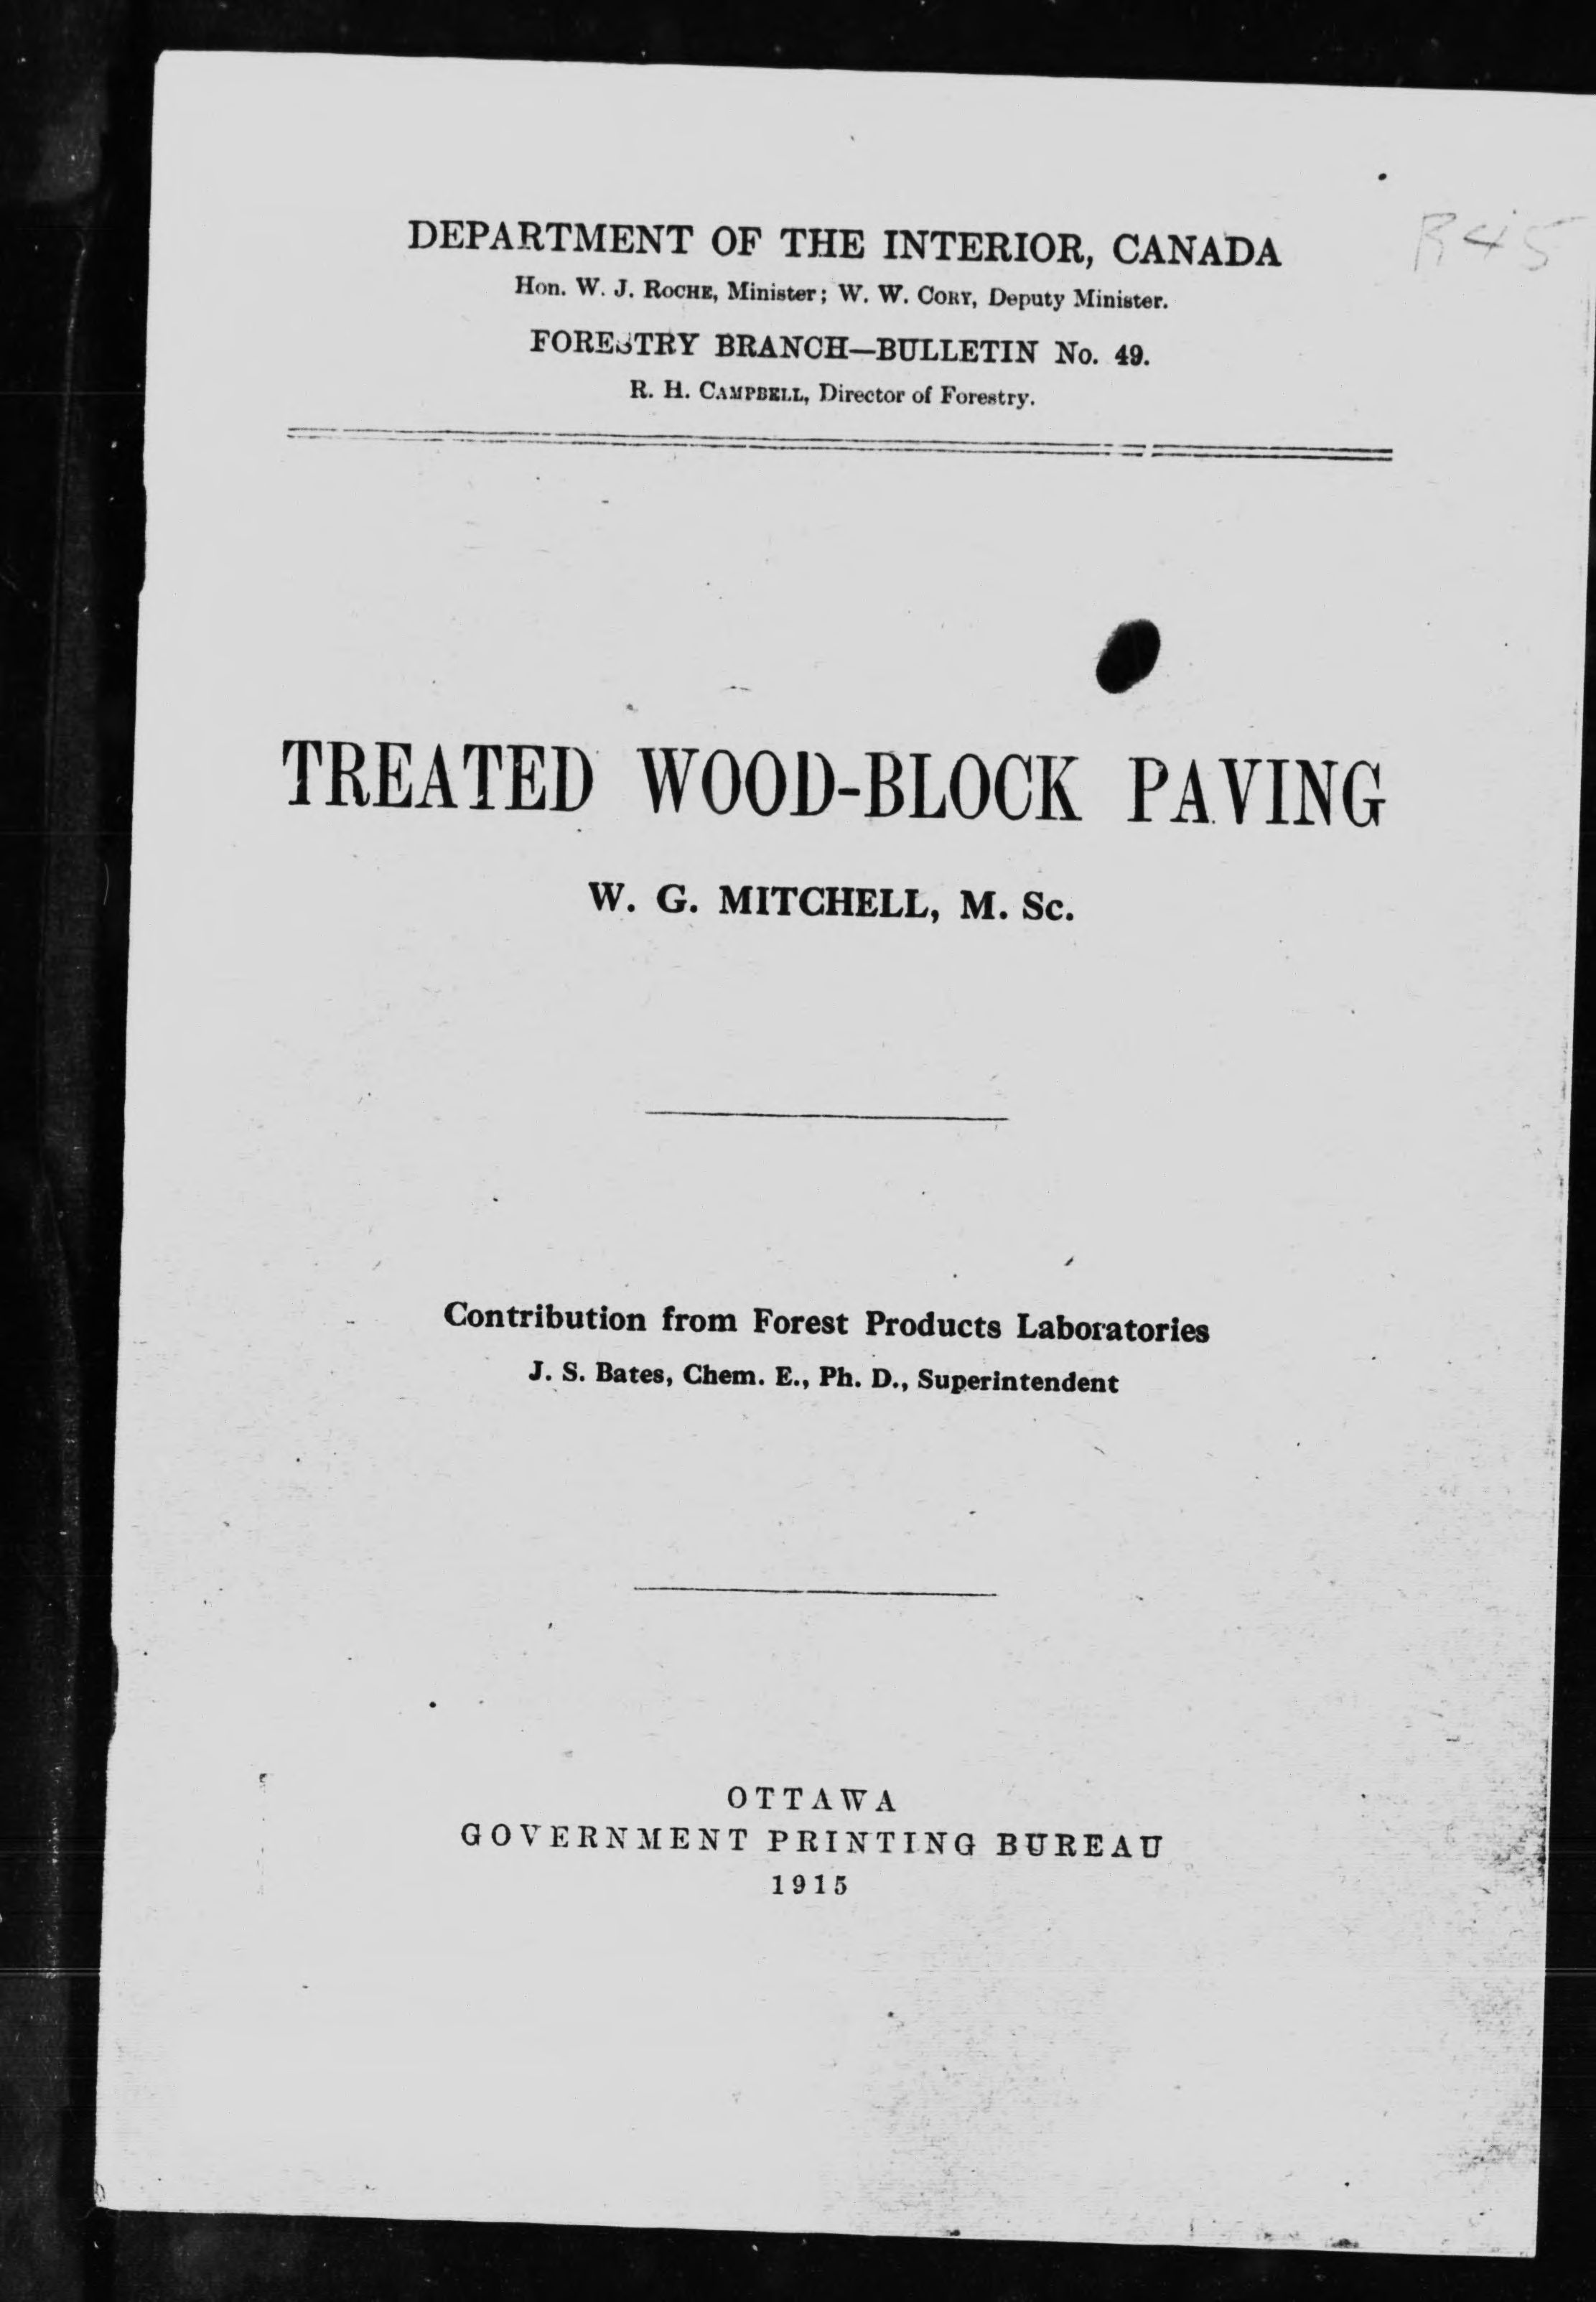 DEPARTMENT OF THE INTERIOR, CANADA
R45
Hon. W. J. ROCHE, Minister; W. W. CORY, Deputy Minister.
FORESTRY BRANCH—BULLETIN No. 49.
R. H. CAMPBELL, Director of Forestry.
TREATED WOOD-BLOCK PAVING
W. G. MITCHELL, M. Sc.
Contribution from Forest Products Laboratories
J. S. Bates, Chem. E., Ph. D., Superintendent
OTTAWA
GOVERNMENT PRINTING BUREAU
1915